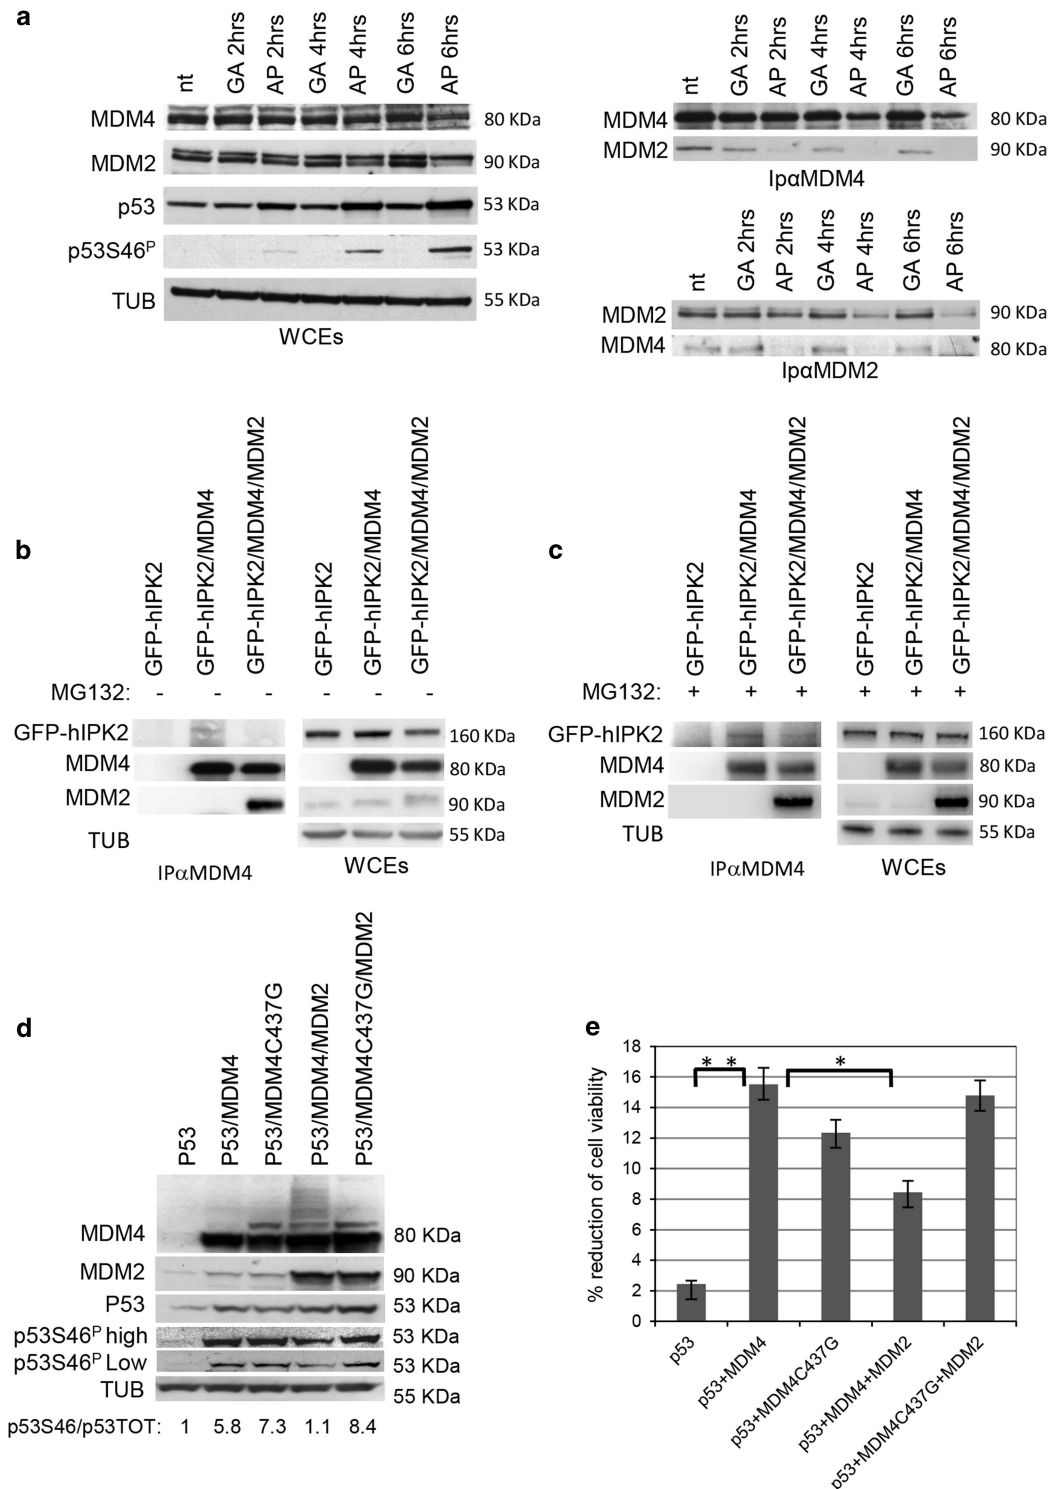 a
nt GA 2hrs AP 2hrs GA 4hrs AP 4hrs GA 6hrs AP 6hrs
MDM4 80 KDa
MDM2 90 KDa
p53 53 KDa
p53S46ᴾ 53 KDa
TUB 55 KDa
WCEs
nt GA 2hrs AP 2hrs GA 4hrs AP 4hrs GA 6hrs AP 6hrs
MDM4 80 KDa
MDM2 90 KDa
IpαMDM4
nt GA 2hrs AP 2hrs GA 4hrs AP 4hrs GA 6hrs AP 6hrs
MDM2 90 KDa
MDM4 80 KDa
IpαMDM2
b
GFP-hIPK2 GFP-hIPK2/MDM4 GFP-hIPK2/MDM4/MDM2 GFP-hIPK2 GFP-hIPK2/MDM4 GFP-hIPK2/MDM4/MDM2
MG132: - - - - - -
GFP-hIPK2 160 KDa
MDM4 80 KDa
MDM2 90 KDa
TUB 55 KDa
IPαMDM4 WCEs
c
GFP-hIPK2 GFP-hIPK2/MDM4 GFP-hIPK2/MDM4/MDM2 GFP-hIPK2 GFP-hIPK2/MDM4 GFP-hIPK2/MDM4/MDM2
MG132: + + + + + +
GFP-hIPK2 160 KDa
MDM4 80 KDa
MDM2 90 KDa
TUB 55 KDa
IPαMDM4 WCEs
d
P53 P53/MDM4 P53/MDM4C437G P53/MDM4/MDM2 P53/MDM4C437G/MDM2
MDM4 80 KDa
MDM2 90 KDa
P53 53 KDa
p53S46ᴾ high 53 KDa
p53S46ᴾ Low 53 KDa
TUB 55 KDa
p53S46/p53TOT: 1 5.8 7.3 1.1 8.4
e
% reduction of cell viability
18
16
14
12
10
8
6
4
2
0
* *
*
p53 p53+MDM4 p53+MDM4C437G p53+MDM4+MDM2 p53+MDM4C437G+MDM2